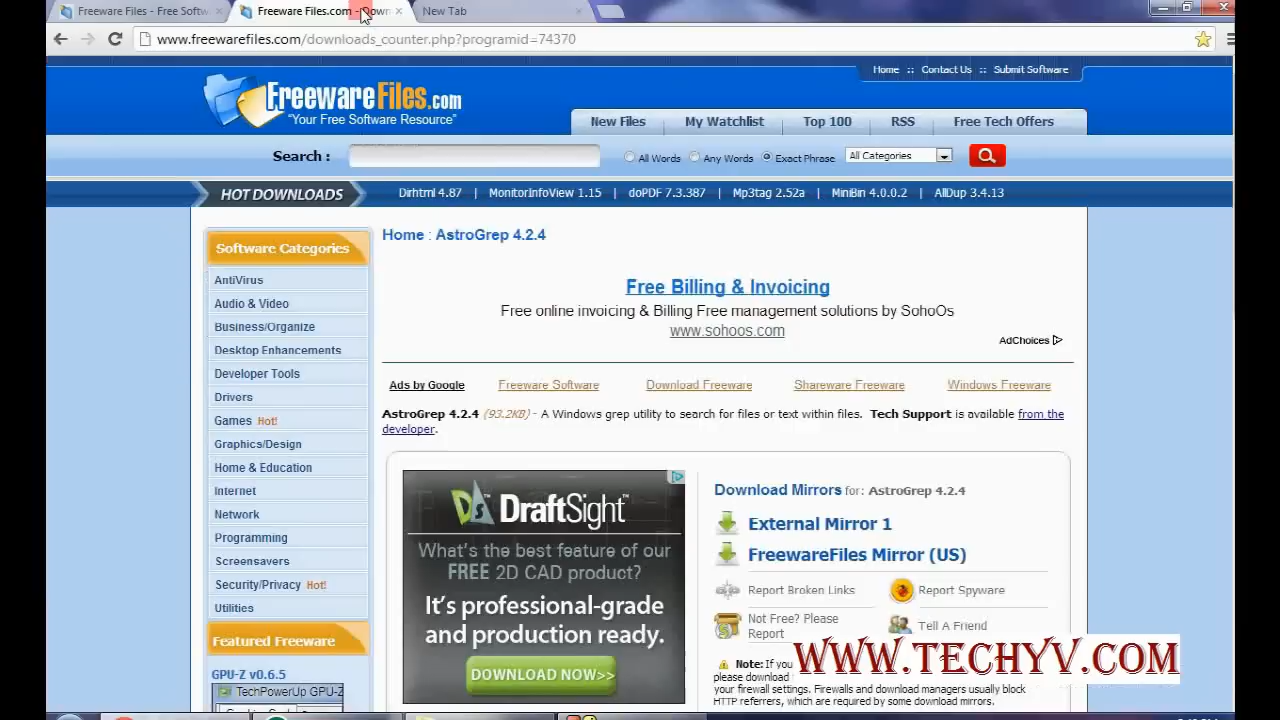 Freeware Files - Free Softw
Freeware Files.com - Down
New Tab
www.freewarefiles.com/downloads_counter.php?programid=74370
Home :: Contact Us :: Submit Software
FreewareFiles.com
"Your Free Software Resource"
New Files
My Watchlist
Top 100
RSS
Free Tech Offers
Search :
All Words
Any Words
Exact Phrase
All Categories
HOT DOWNLOADS
Dirhtml 4.87 | MonitorInfoView 1.15 | doPDF 7.3.387 | Mp3tag 2.52a | MiniBin 4.0.0.2 | AllDup 3.4.13
Software Categories
AntiVirus
Audio & Video
Business/Organize
Desktop Enhancements
Developer Tools
Drivers
Games Hot!
Graphics/Design
Home & Education
Internet
Network
Programming
Screensavers
Security/Privacy Hot!
Utilities
Featured Freeware
GPU-Z v0.6.5
TechPowerUp GPU-Z
Home : AstroGrep 4.2.4
Free Billing & Invoicing
Free online invoicing & Billing Free management solutions by SohoOs
www.sohoos.com
AdChoices
Ads by Google
Freeware Software
Download Freeware
Shareware Freeware
Windows Freeware
AstroGrep 4.2.4 (93.2KB) - A Windows grep utility to search for files or text within files. Tech Support is available from the
developer.
DraftSight™
What's the best feature of our
FREE 2D CAD product?
It's professional-grade
and production ready.
DOWNLOAD NOW>>
Download Mirrors for: AstroGrep 4.2.4
External Mirror 1
FreewareFiles Mirror (US)
Report Broken Links
Report Spyware
Not Free? Please
Report
Tell A Friend
Note: If you
please download
your firewall settings. Firewalls and download managers usually block
HTTP referrers, which are required by some download mirrors.
WWW.TECHYV.COM